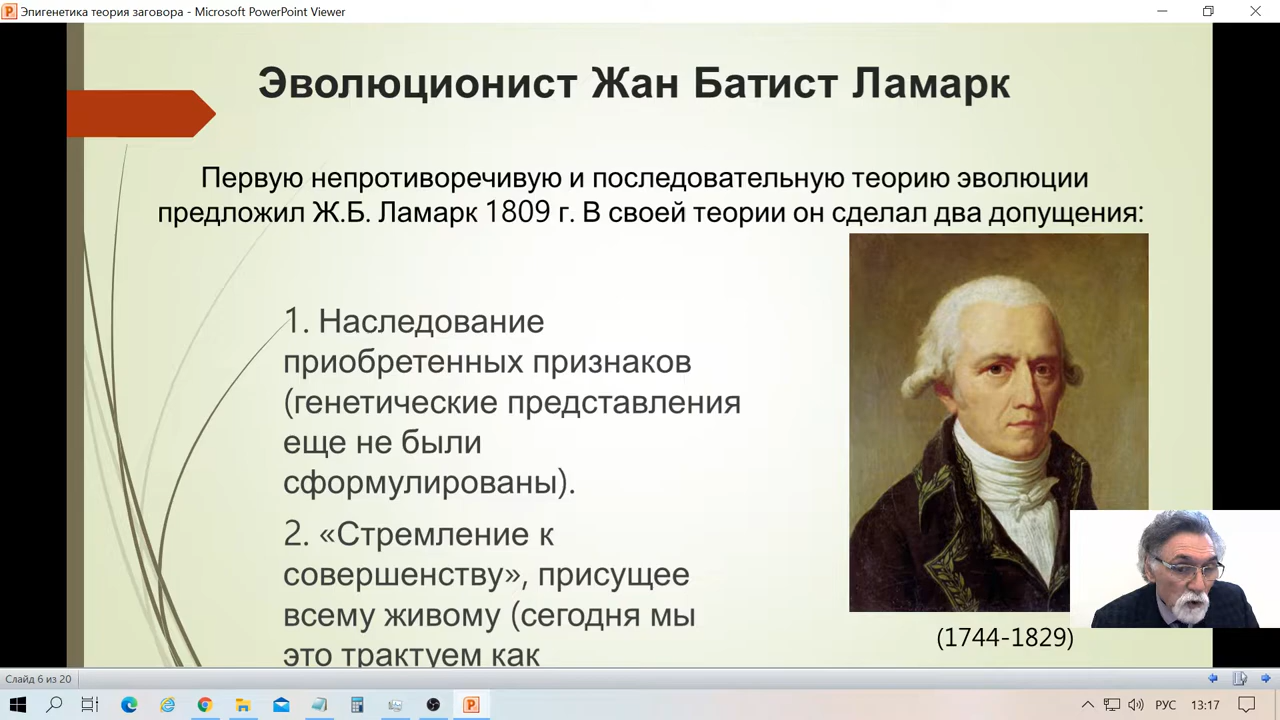 Эпигенетика теория заговора - Microsoft PowerPoint Viewer
Эволюционист Жан Батист Ламарк
Первую непротиворечивую и последовательную теорию эволюции
предложил Ж.Б. Ламарк 1809 г. В своей теории он сделал два допущения:
1. Наследование
приобретенных признаков
(генетические представления
еще не были
сформулированы).
2. «Стремление к
совершенству», присущее
всему живому (сегодня мы
это трактуем как
(1744-1829)
Слайд 6 из 20
РУС
13:17